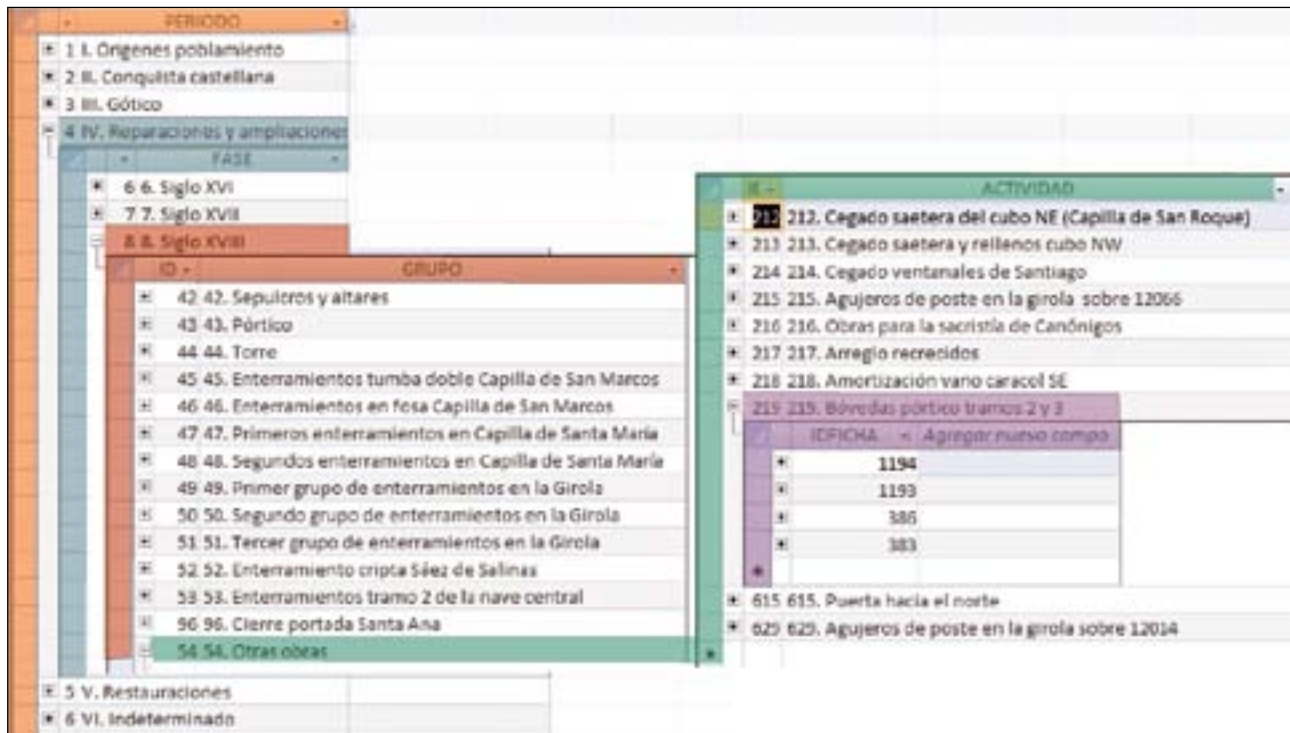 PERIODO
1 I. Orígenes poblamiento
2 II. Conquista castellana
3 III. Gótico
4 IV. Reparaciones y ampliaciones
FASE
6 6. Siglo XVI
7 7. Siglo XVII
8 8. Siglo XVIII
ID GRUPO
42 42. Sepulcros y altares
43 43. Pórtico
44 44. Torre
45 45. Enterramientos tumba doble Capilla de San Marcos
46 46. Enterramientos en fosa Capilla de San Marcos
47 47. Primeros enterramientos en Capilla de Santa María
48 48. Segundos enterramientos en Capilla de Santa María
49 49. Primer grupo de enterramientos en la Girola
50 50. Segundo grupo de enterramientos en la Girola
51 51. Tercer grupo de enterramientos en la Girola
52 52. Enterramiento cripta Sáez de Salinas
53 53. Enterramientos tramo 2 de la nave central
96 96. Cierre portada Santa Ana
54 54. Otras obras
5 V. Restauraciones
6 VI. Indeterminado
ACTIVIDAD
212 212. Cegado saetera del cubo NE (Capilla de San Roque)
213 213. Cegado saetera y rellenos cubo NW
214 214. Cegado ventanales de Santiago
215 215. Agujeros de poste en la girola sobre 12066
216 216. Obras para la sacristía de Canónigos
217 217. Arreglo recrecidos
218 218. Amortización vano caracol SE
219 219. Bóvedas pórtico tramos 2 y 3
IDFICHA Agregar nuevo campo
1194
1193
386
383
615 615. Puerta hacia el norte
629 629. Agujeros de poste en la girola sobre 12014